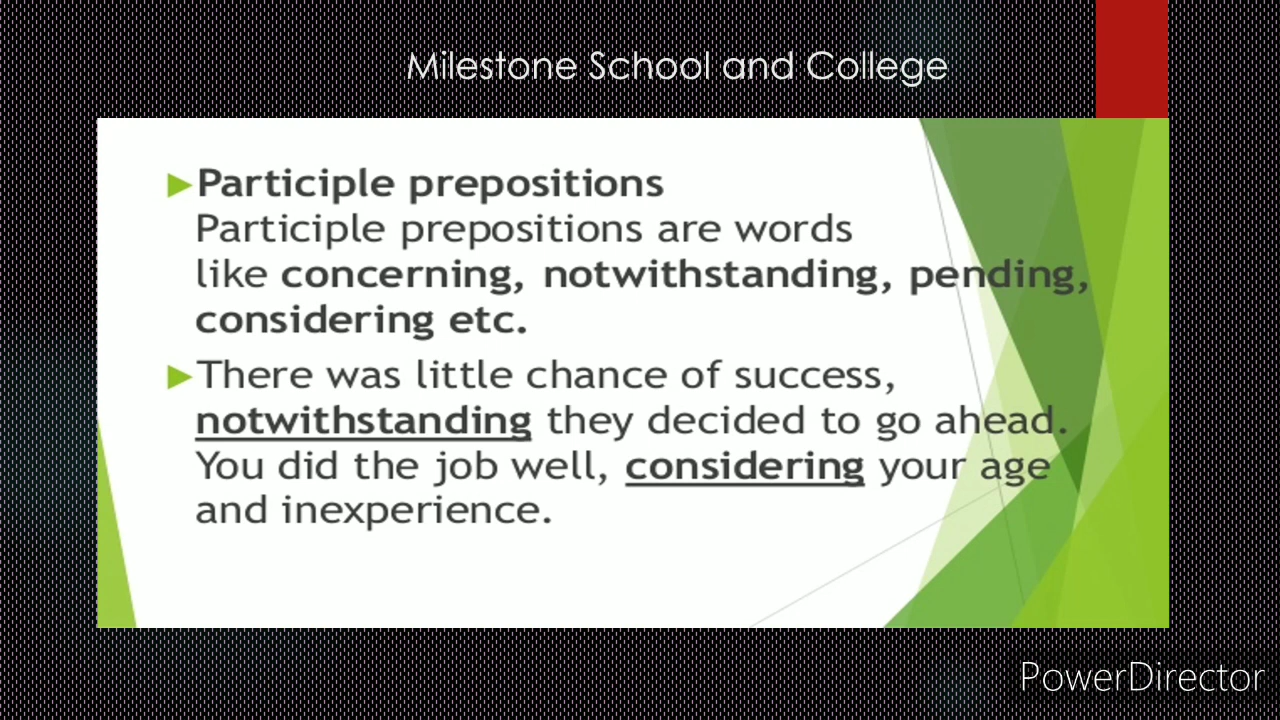 Milestone School and College
Participle prepositions
Participle prepositions are words
like concerning, notwithstanding, pending,
considering etc.
There was little chance of success,
notwithstanding they decided to go ahead.
You did the job well, considering your age
and inexperience.
PowerDirector